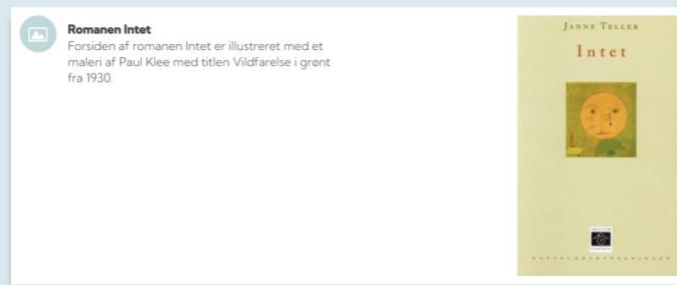 Romanen Intet
Forsiden af romanen Intet er illustreret med et
maleri af Paul Klee med titlen Vildfarelse i grønt
fra 1930.
JANNE TELLER
Intet
DANSKLÆRERFORENINGEN